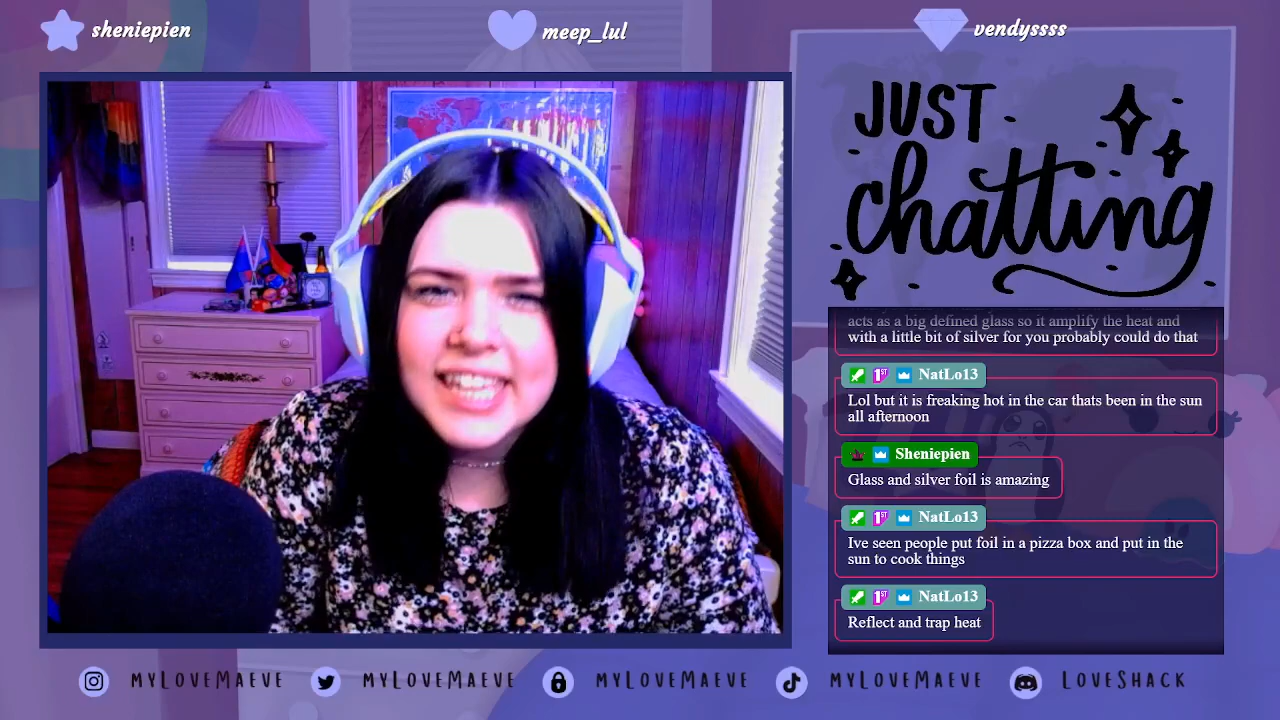 sheniepien
meep_lul
vendyssss
JUST
chatting
acts as a big defined glass so it amplify the heat and
with a little bit of silver for you probably could do that
NatLo13
Lol but it is freaking hot in the car thats been in the sun
all afternoon
Sheniepien
Glass and silver foil is amazing
NatLo13
Ive seen people put foil in a pizza box and put in the
sun to cook things
NatLo13
Reflect and trap heat
MYLOVEMAEVE
MYLOVEMAEVE
MYLOVEMAEVE
MYLOVEMAEVE
LOVESHACK